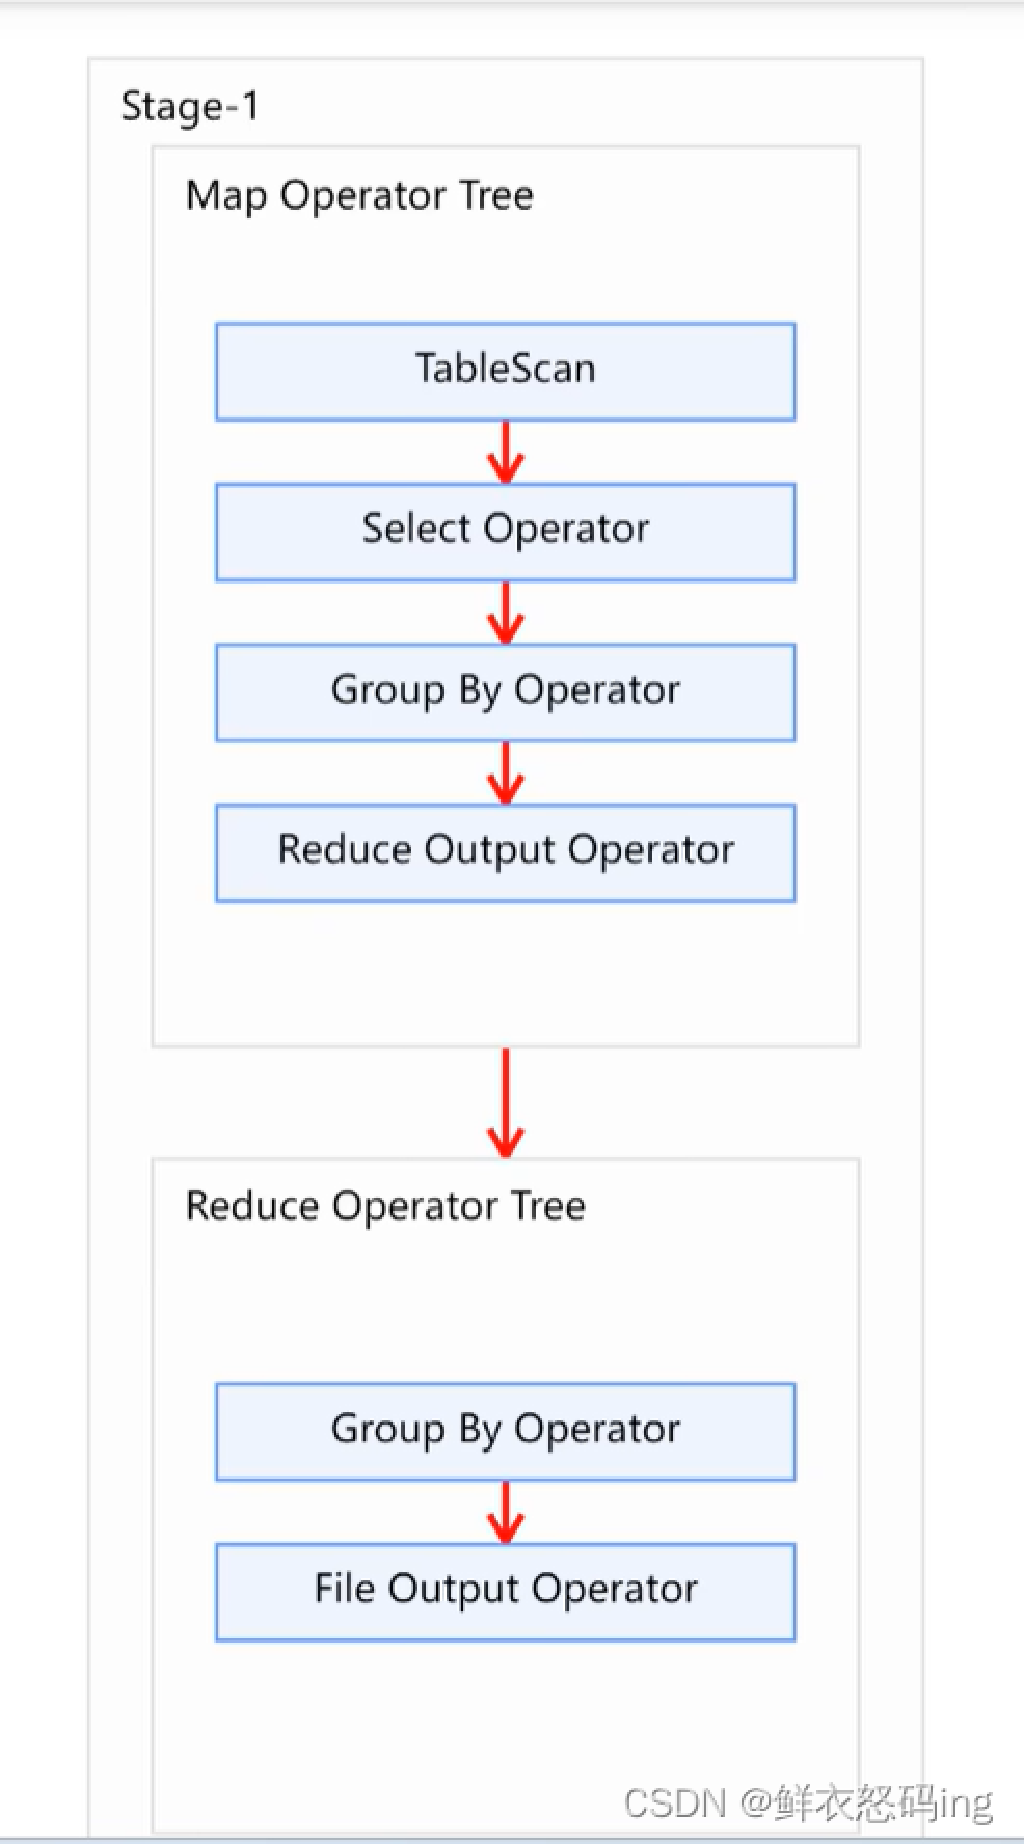 Stage-1
Map Operator Tree
TableScan
Select Operator
Group By Operator
Reduce Output Operator
Reduce Operator Tree
Group By Operator
File Output Operator
CSDN @鲜衣怒码ing